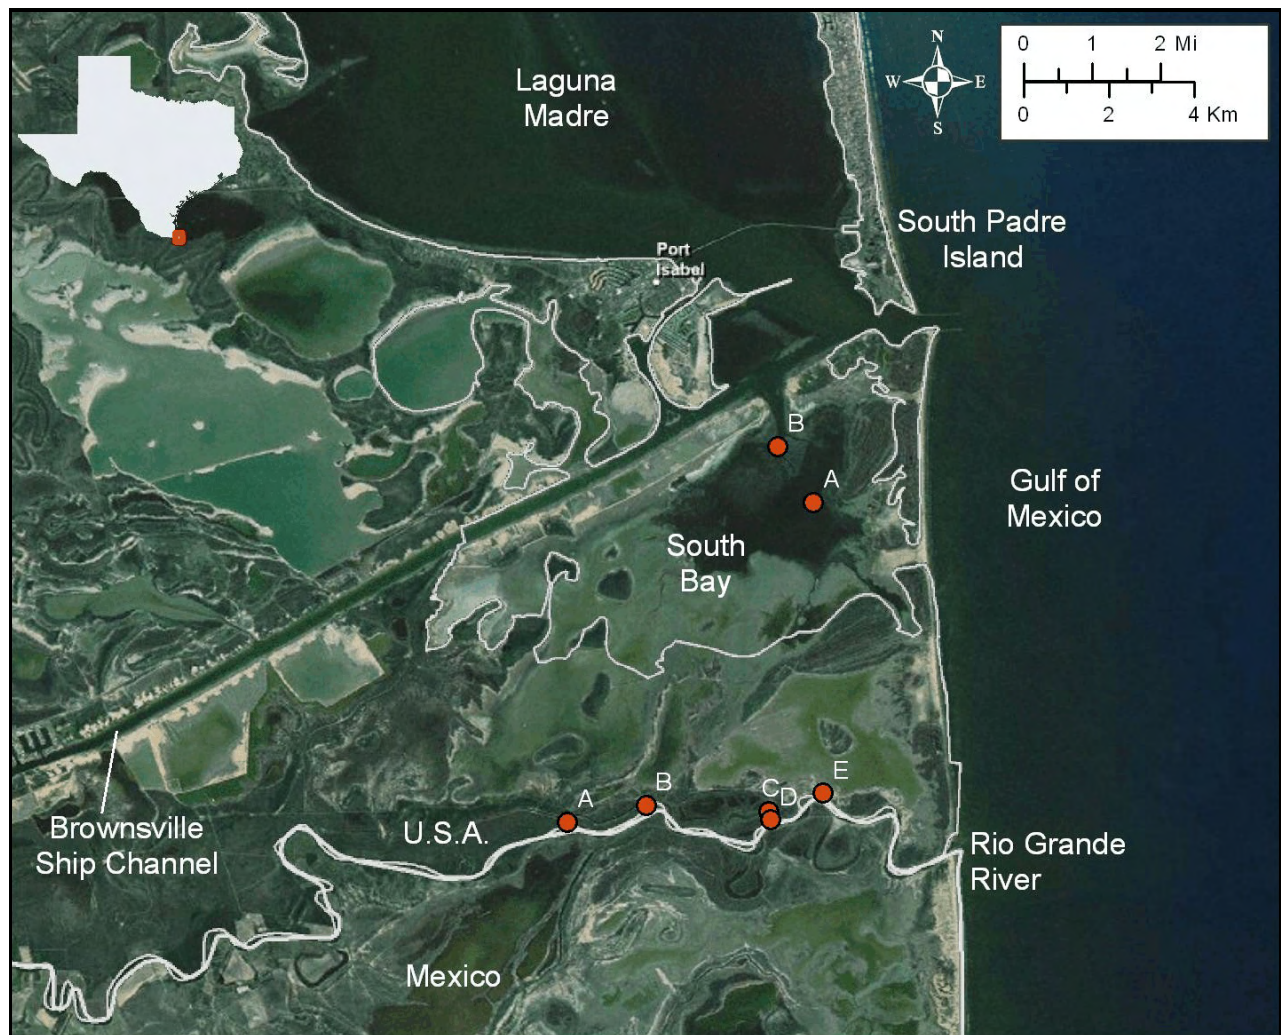 Laguna
Madre
N
W E
S
0 1 2 Mi
0 2 4 Km
South Padre
Island
Port
Isabel
B
A
Gulf of
Mexico
South
Bay
A
B
C
D
E
Brownsville
Ship Channel
U.S.A.
Rio Grande
River
Mexico